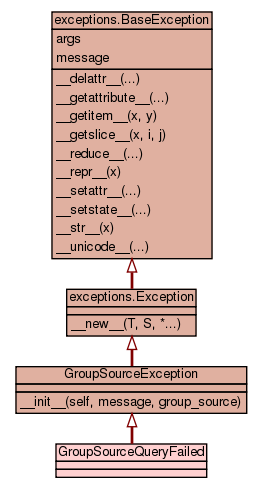 exceptions.BaseException
args
message
__delattr__(...)
__getattribute__(...)
__getitem__(x, y)
__getslice__(x, i, j)
__reduce__(...)
__repr__(x)
__setattr__(...)
__setstate__(...)
__str__(x)
__unicode__(...)
exceptions.Exception
__new__(T, S, *...)
GroupSourceException
__init__(self, message, group_source)
GroupSourceQueryFailed